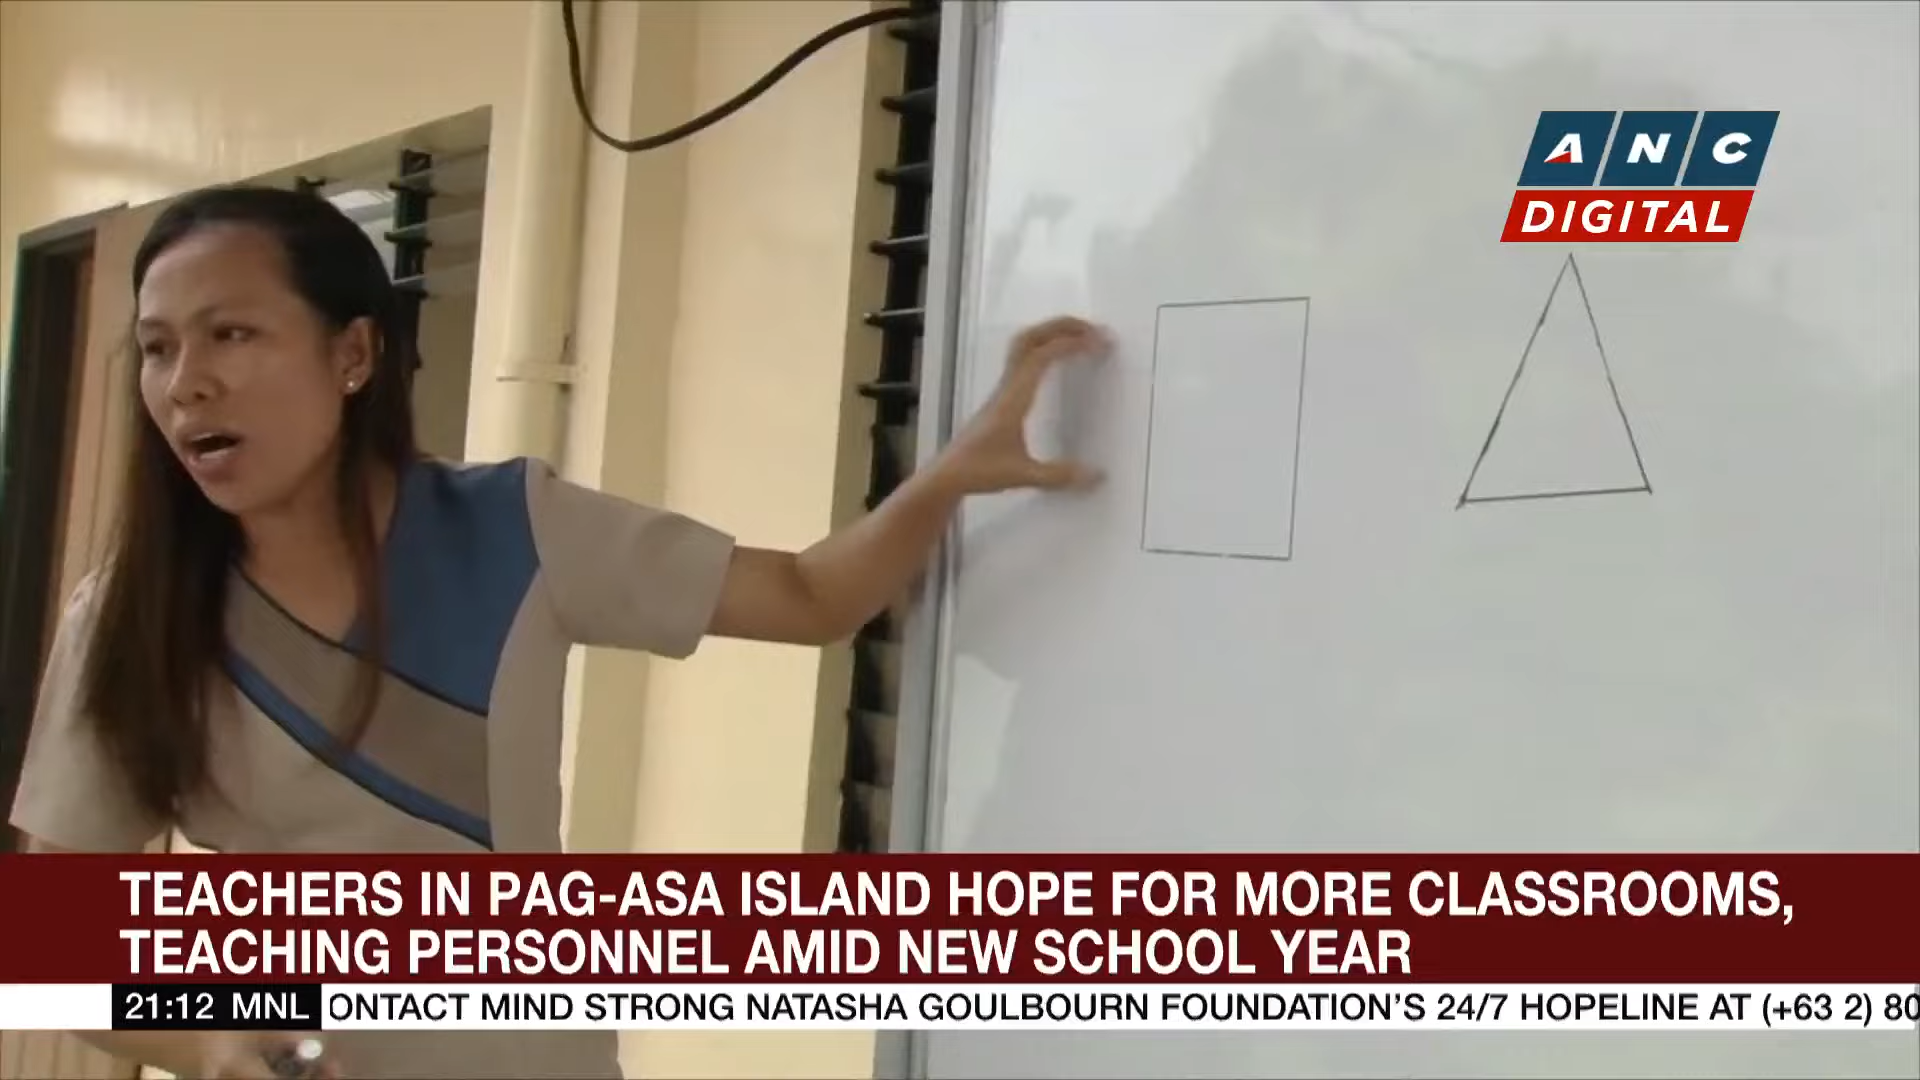 ANC
DIGITAL
TEACHERS IN PAG-ASA ISLAND HOPE FOR MORE CLASSROOMS,
TEACHING PERSONNEL AMID NEW SCHOOL YEAR
21:12 MNL ONTACT MIND STRONG NATASHA GOULBOURN FOUNDATION'S 24/7 HOPELINE AT (+63 2) 80